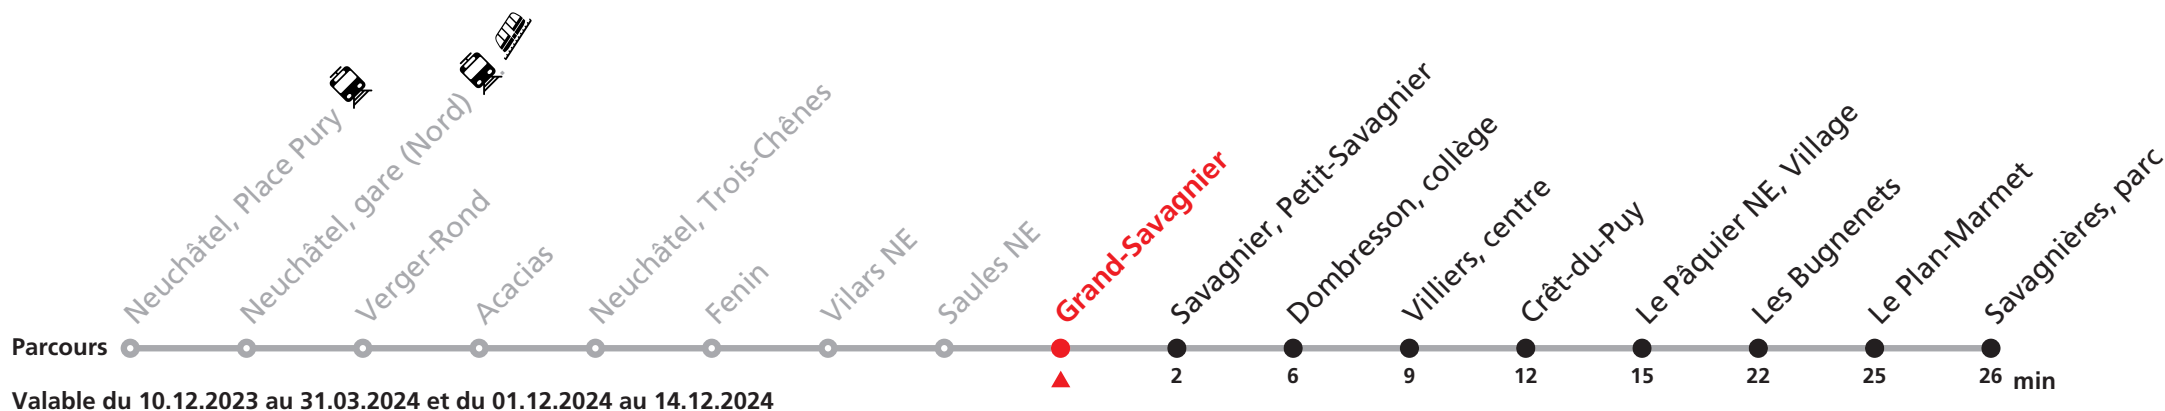 Neuchâtel, Place Pury
Neuchâtel, gare (Nord)
Verger-Rond
Acacias
Neuchâtel, Trois-Chênes
Fenin
Vilars NE
Saules NE
Grand-Savagnier
Savagnier, Petit-Savagnier
Dombresson, collège
Villiers, centre
Crêt-du-Puy
Le Pâquier NE, Village
Les Bugnenets
Le Plan-Marmet
Savagnières, parc
Parcours
2 6 9 12 15 22 25 26 min
Valable du 10.12.2023 au 31.03.2024 et du 01.12.2024 au 14.12.2024